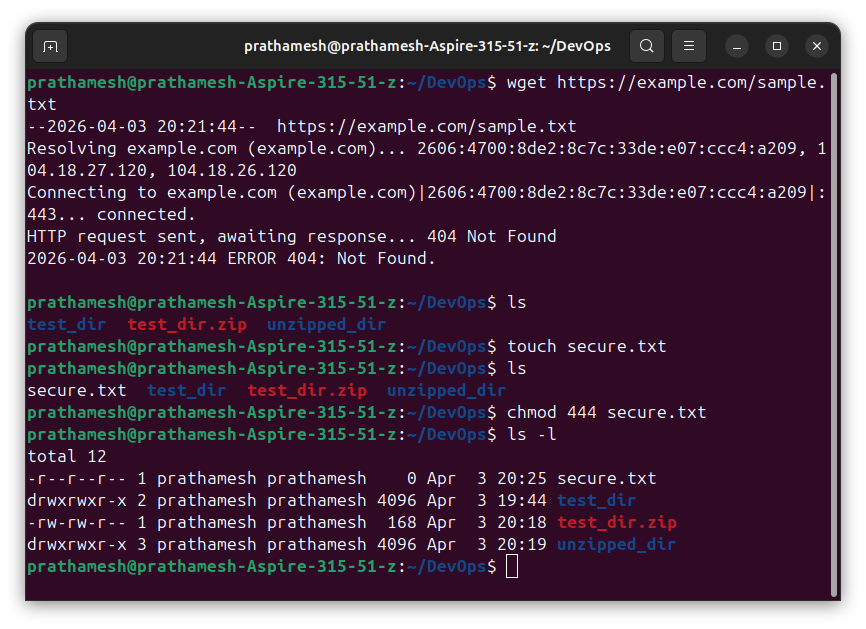 prathamesh@prathamesh-Aspire-315-51-z: ~/DevOps
prathamesh@prathamesh-Aspire-315-51-z:~/DevOps$ wget https://example.com/sample.
txt
--2026-04-03 20:21:44--  https://example.com/sample.txt
Resolving example.com (example.com)... 2606:4700:8de2:8c7c:33de:e07:ccc4:a209, 1
04.18.27.120, 104.18.26.120
Connecting to example.com (example.com)|2606:4700:8de2:8c7c:33de:e07:ccc4:a209|:
443... connected.
HTTP request sent, awaiting response... 404 Not Found
2026-04-03 20:21:44 ERROR 404: Not Found.

prathamesh@prathamesh-Aspire-315-51-z:~/DevOps$ ls
test_dir  test_dir.zip  unzipped_dir
prathamesh@prathamesh-Aspire-315-51-z:~/DevOps$ touch secure.txt
prathamesh@prathamesh-Aspire-315-51-z:~/DevOps$ ls
secure.txt  test_dir  test_dir.zip  unzipped_dir
prathamesh@prathamesh-Aspire-315-51-z:~/DevOps$ chmod 444 secure.txt
prathamesh@prathamesh-Aspire-315-51-z:~/DevOps$ ls -l
total 12
-r--r--r-- 1 prathamesh prathamesh    0 Apr  3 20:25 secure.txt
drwxrwxr-x 2 prathamesh prathamesh 4096 Apr  3 19:44 test_dir
-rw-rw-r-- 1 prathamesh prathamesh  168 Apr  3 20:18 test_dir.zip
drwxrwxr-x 3 prathamesh prathamesh 4096 Apr  3 20:19 unzipped_dir
prathamesh@prathamesh-Aspire-315-51-z:~/DevOps$